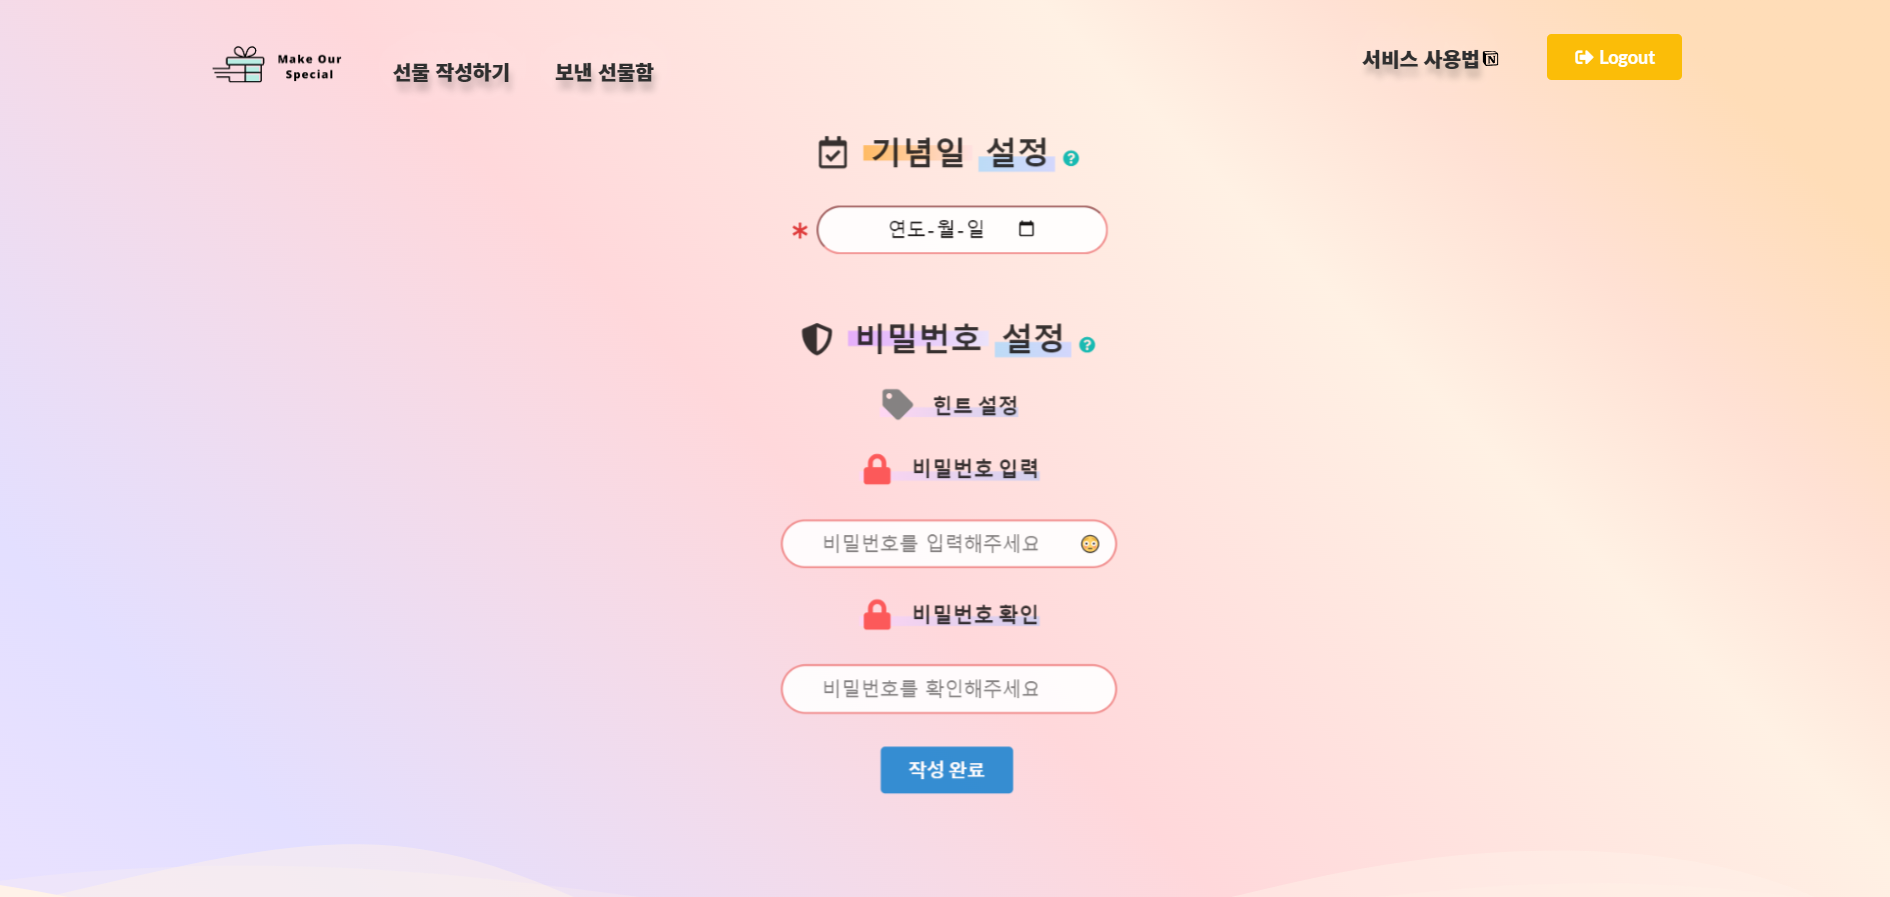 Make Our
Special
선물 작성하기
보낸 선물함
서비스 사용법
Logout
기념일 설정
연도-월-일
비밀번호 설정
힌트 설정
비밀번호 입력
비밀번호를 입력해주세요
비밀번호 확인
비밀번호를 확인해주세요
작성 완료